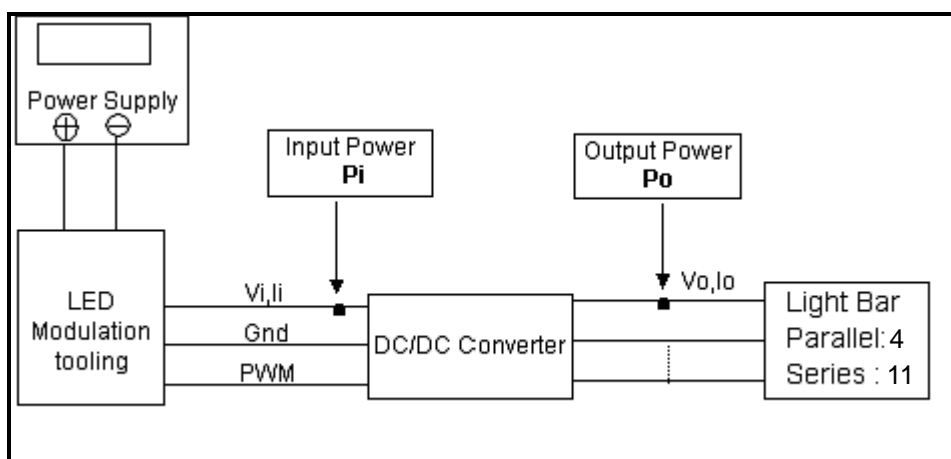 Power Supply
Input Power
Pi
Output Power
Po
LED
Modulation
tooling
Vi,Ii
Gnd
PWM
DC/DC Converter
Vo,Io
Light Bar
Parallel: 4
Series : 11